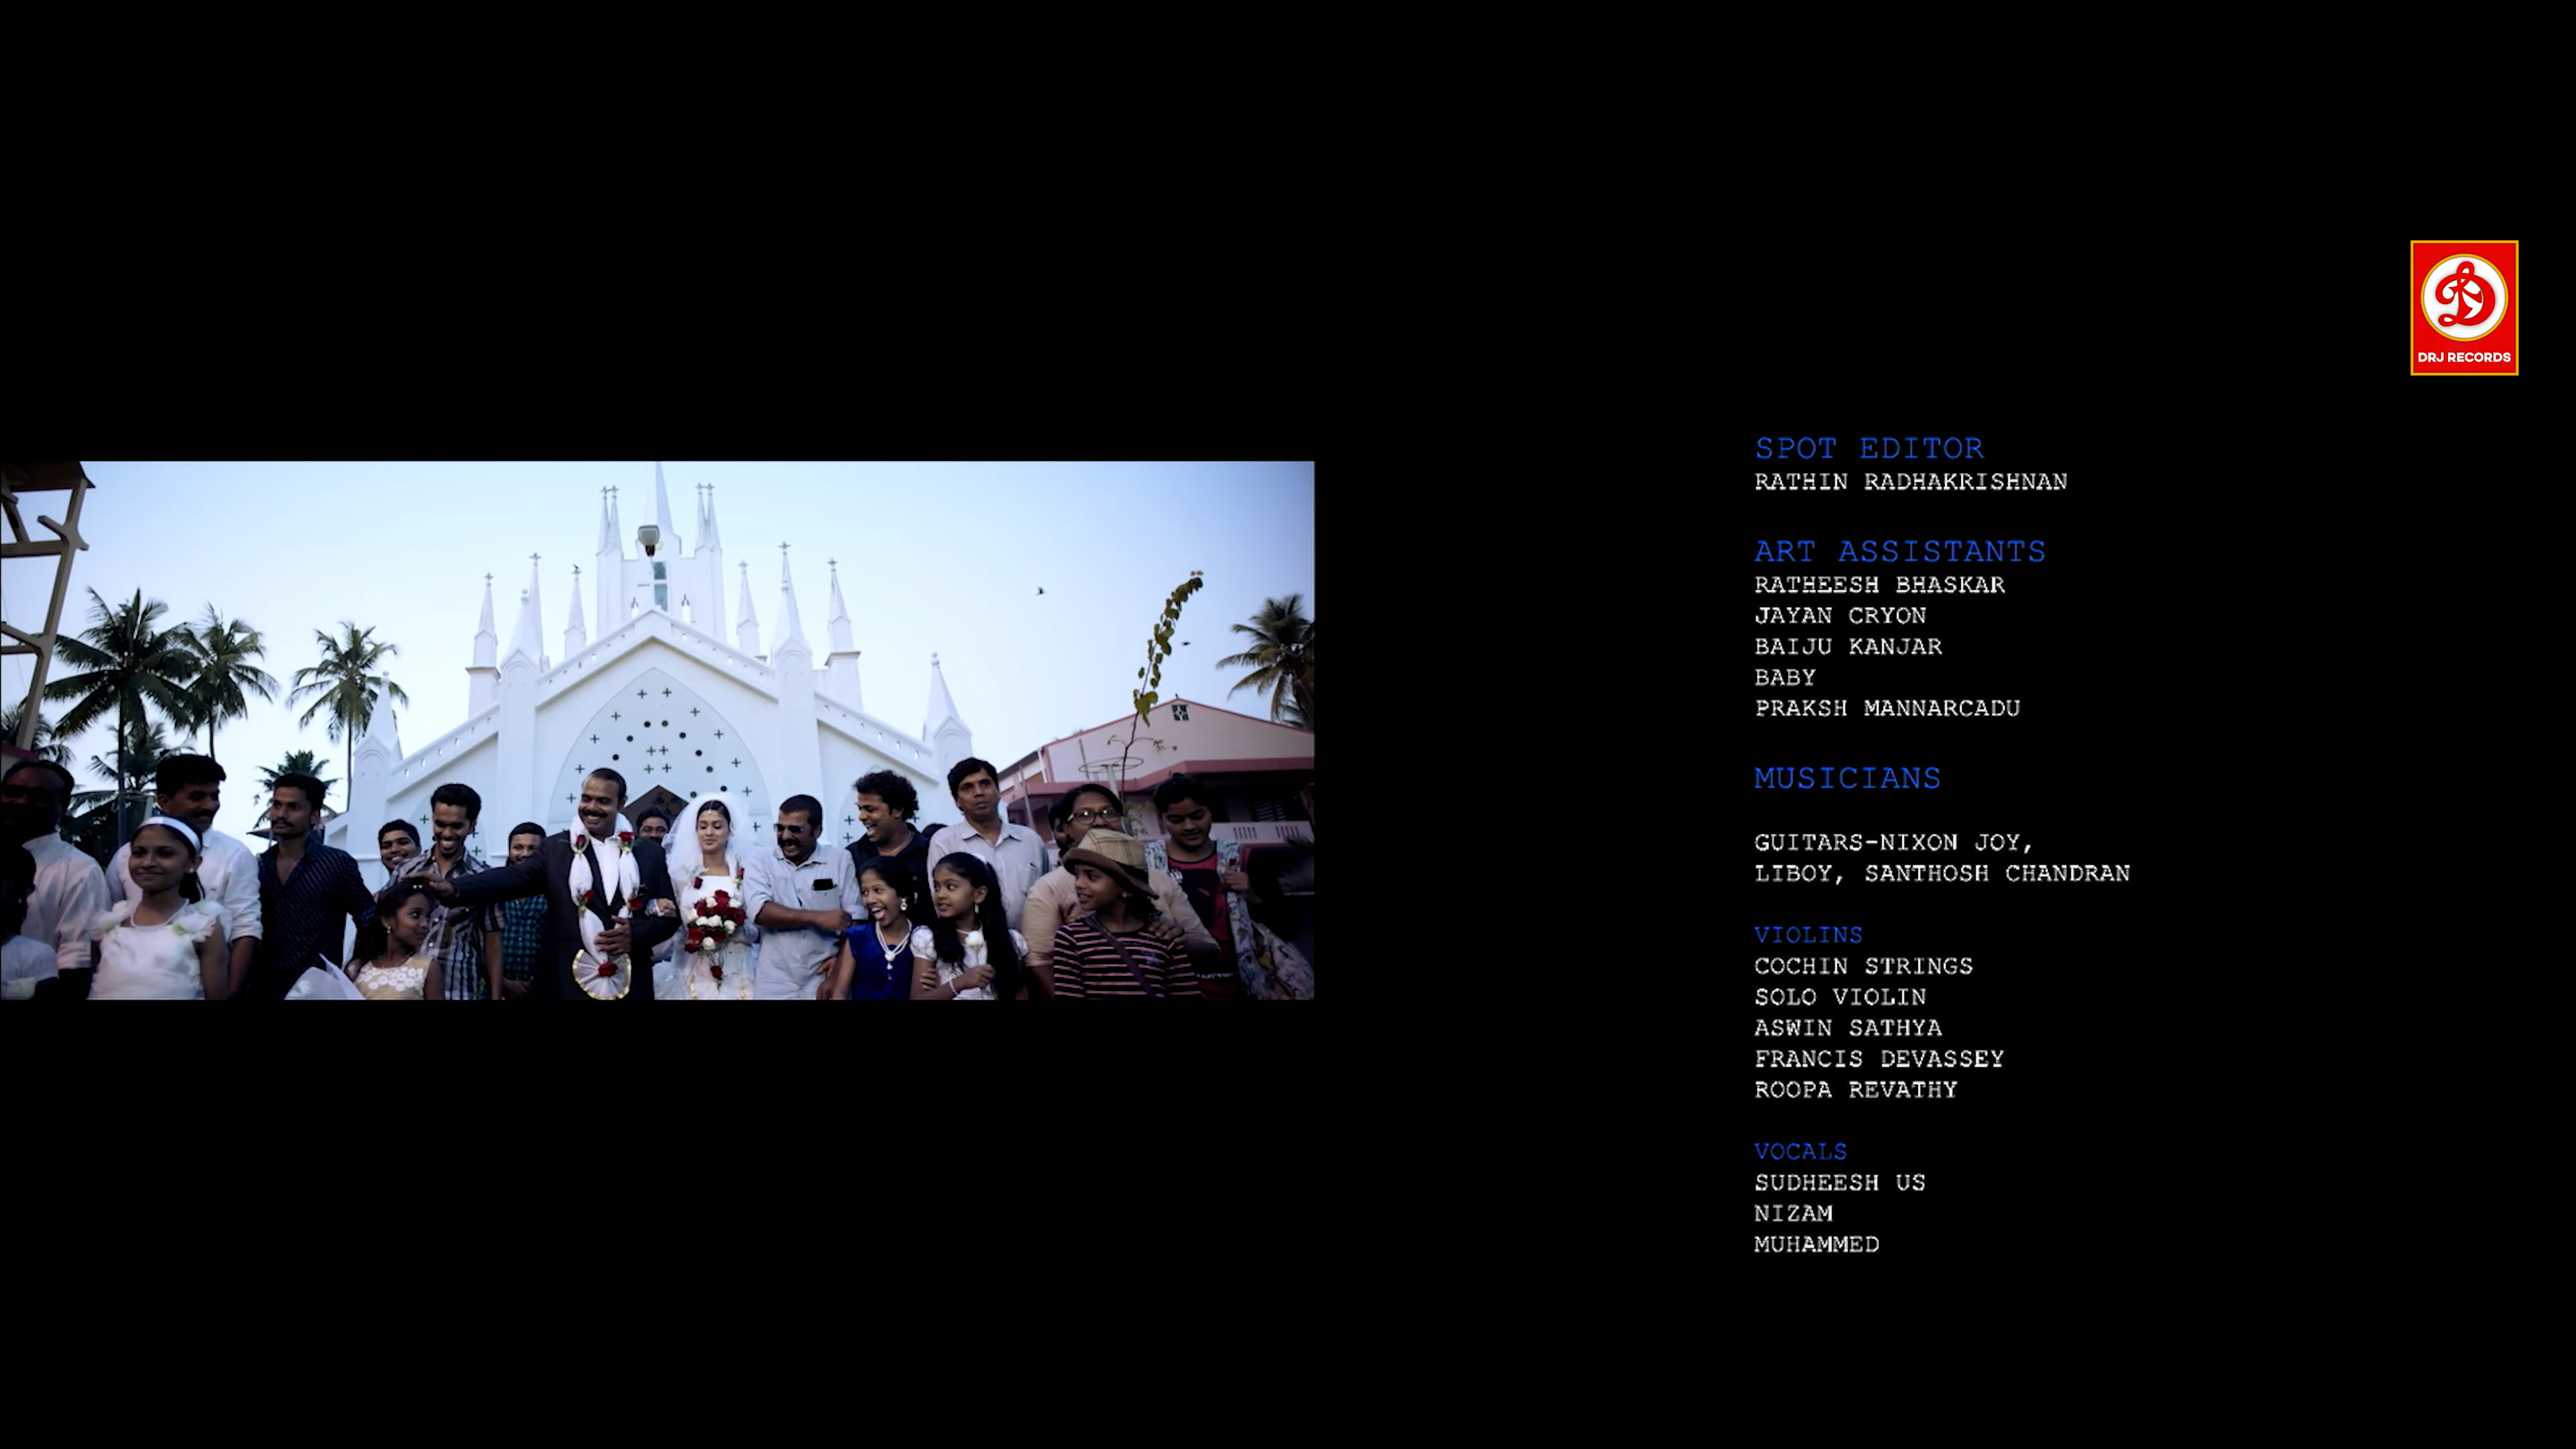 DRJ RECORDS
SPOT EDITOR
RATHIN RADHAKRISHNAN
ART ASSISTANTS
RATHEESH BHASKAR
JAYAN CRYON
BAIJU KANJAR
BABY
PRAKSH MANNARCADU
MUSICIANS
GUITARS-NIXON JOY,
LIBOY, SANTHOSH CHANDRAN
VIOLINS
COCHIN STRINGS
SOLO VIOLIN
ASWIN SATHYA
FRANCIS DEVASSEY
ROOPA REVATHY
VOCALS
SUDHEESH US
NIZAM
MUHAMMED